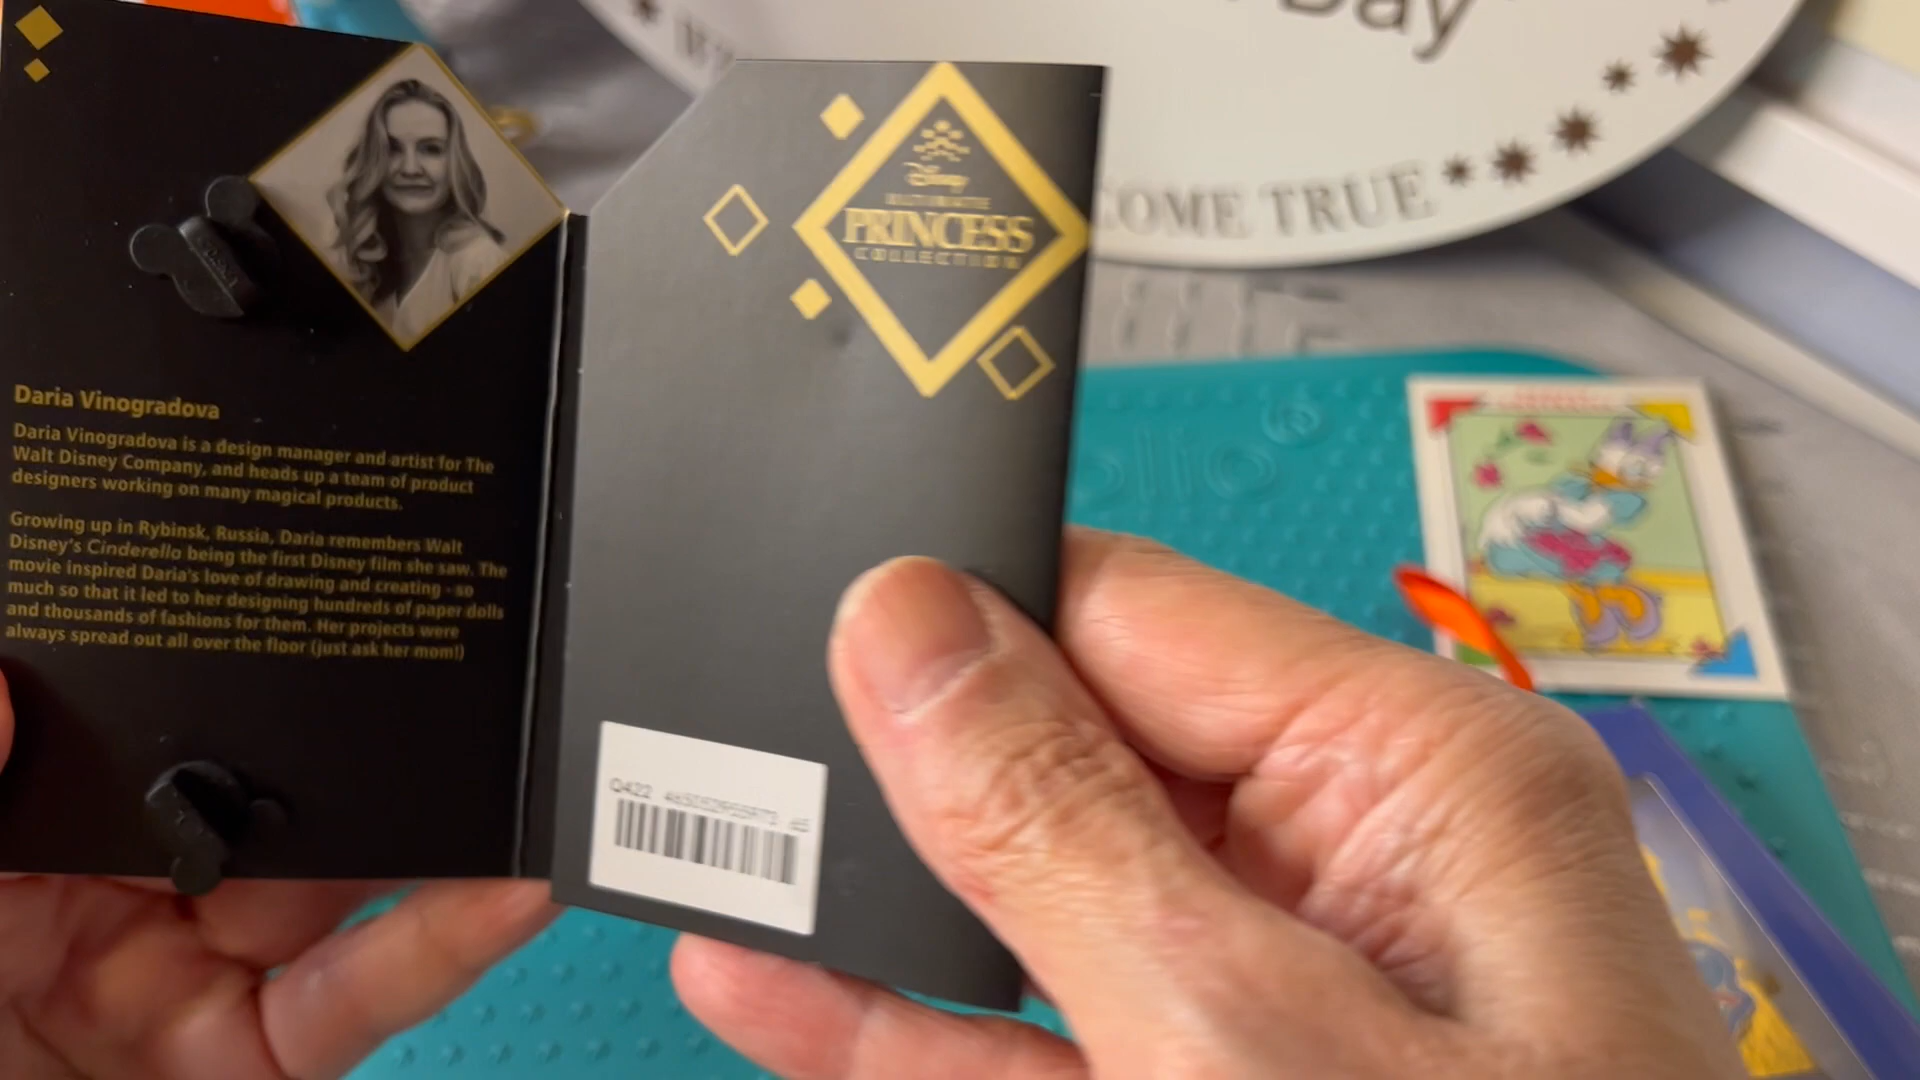 Day
COME TRUE
Disney
ULTIMATE
PRINCESS
COLLECTION
Daria Vinogradova
Daria Vinogradova is a design manager and artist for The
Walt Disney Company, and heads up a team of product
designers working on many magical products.
Growing up in Rybinsk, Russia, Daria remembers Walt
Disney's Cinderella being the first Disney film she saw. The
movie inspired Daria's love of drawing and creating - so
much so that it led to her designing hundreds of paper dolls
and thousands of fashions for them. Her projects were
always spread out all over the floor (just ask her mom!)
Q422